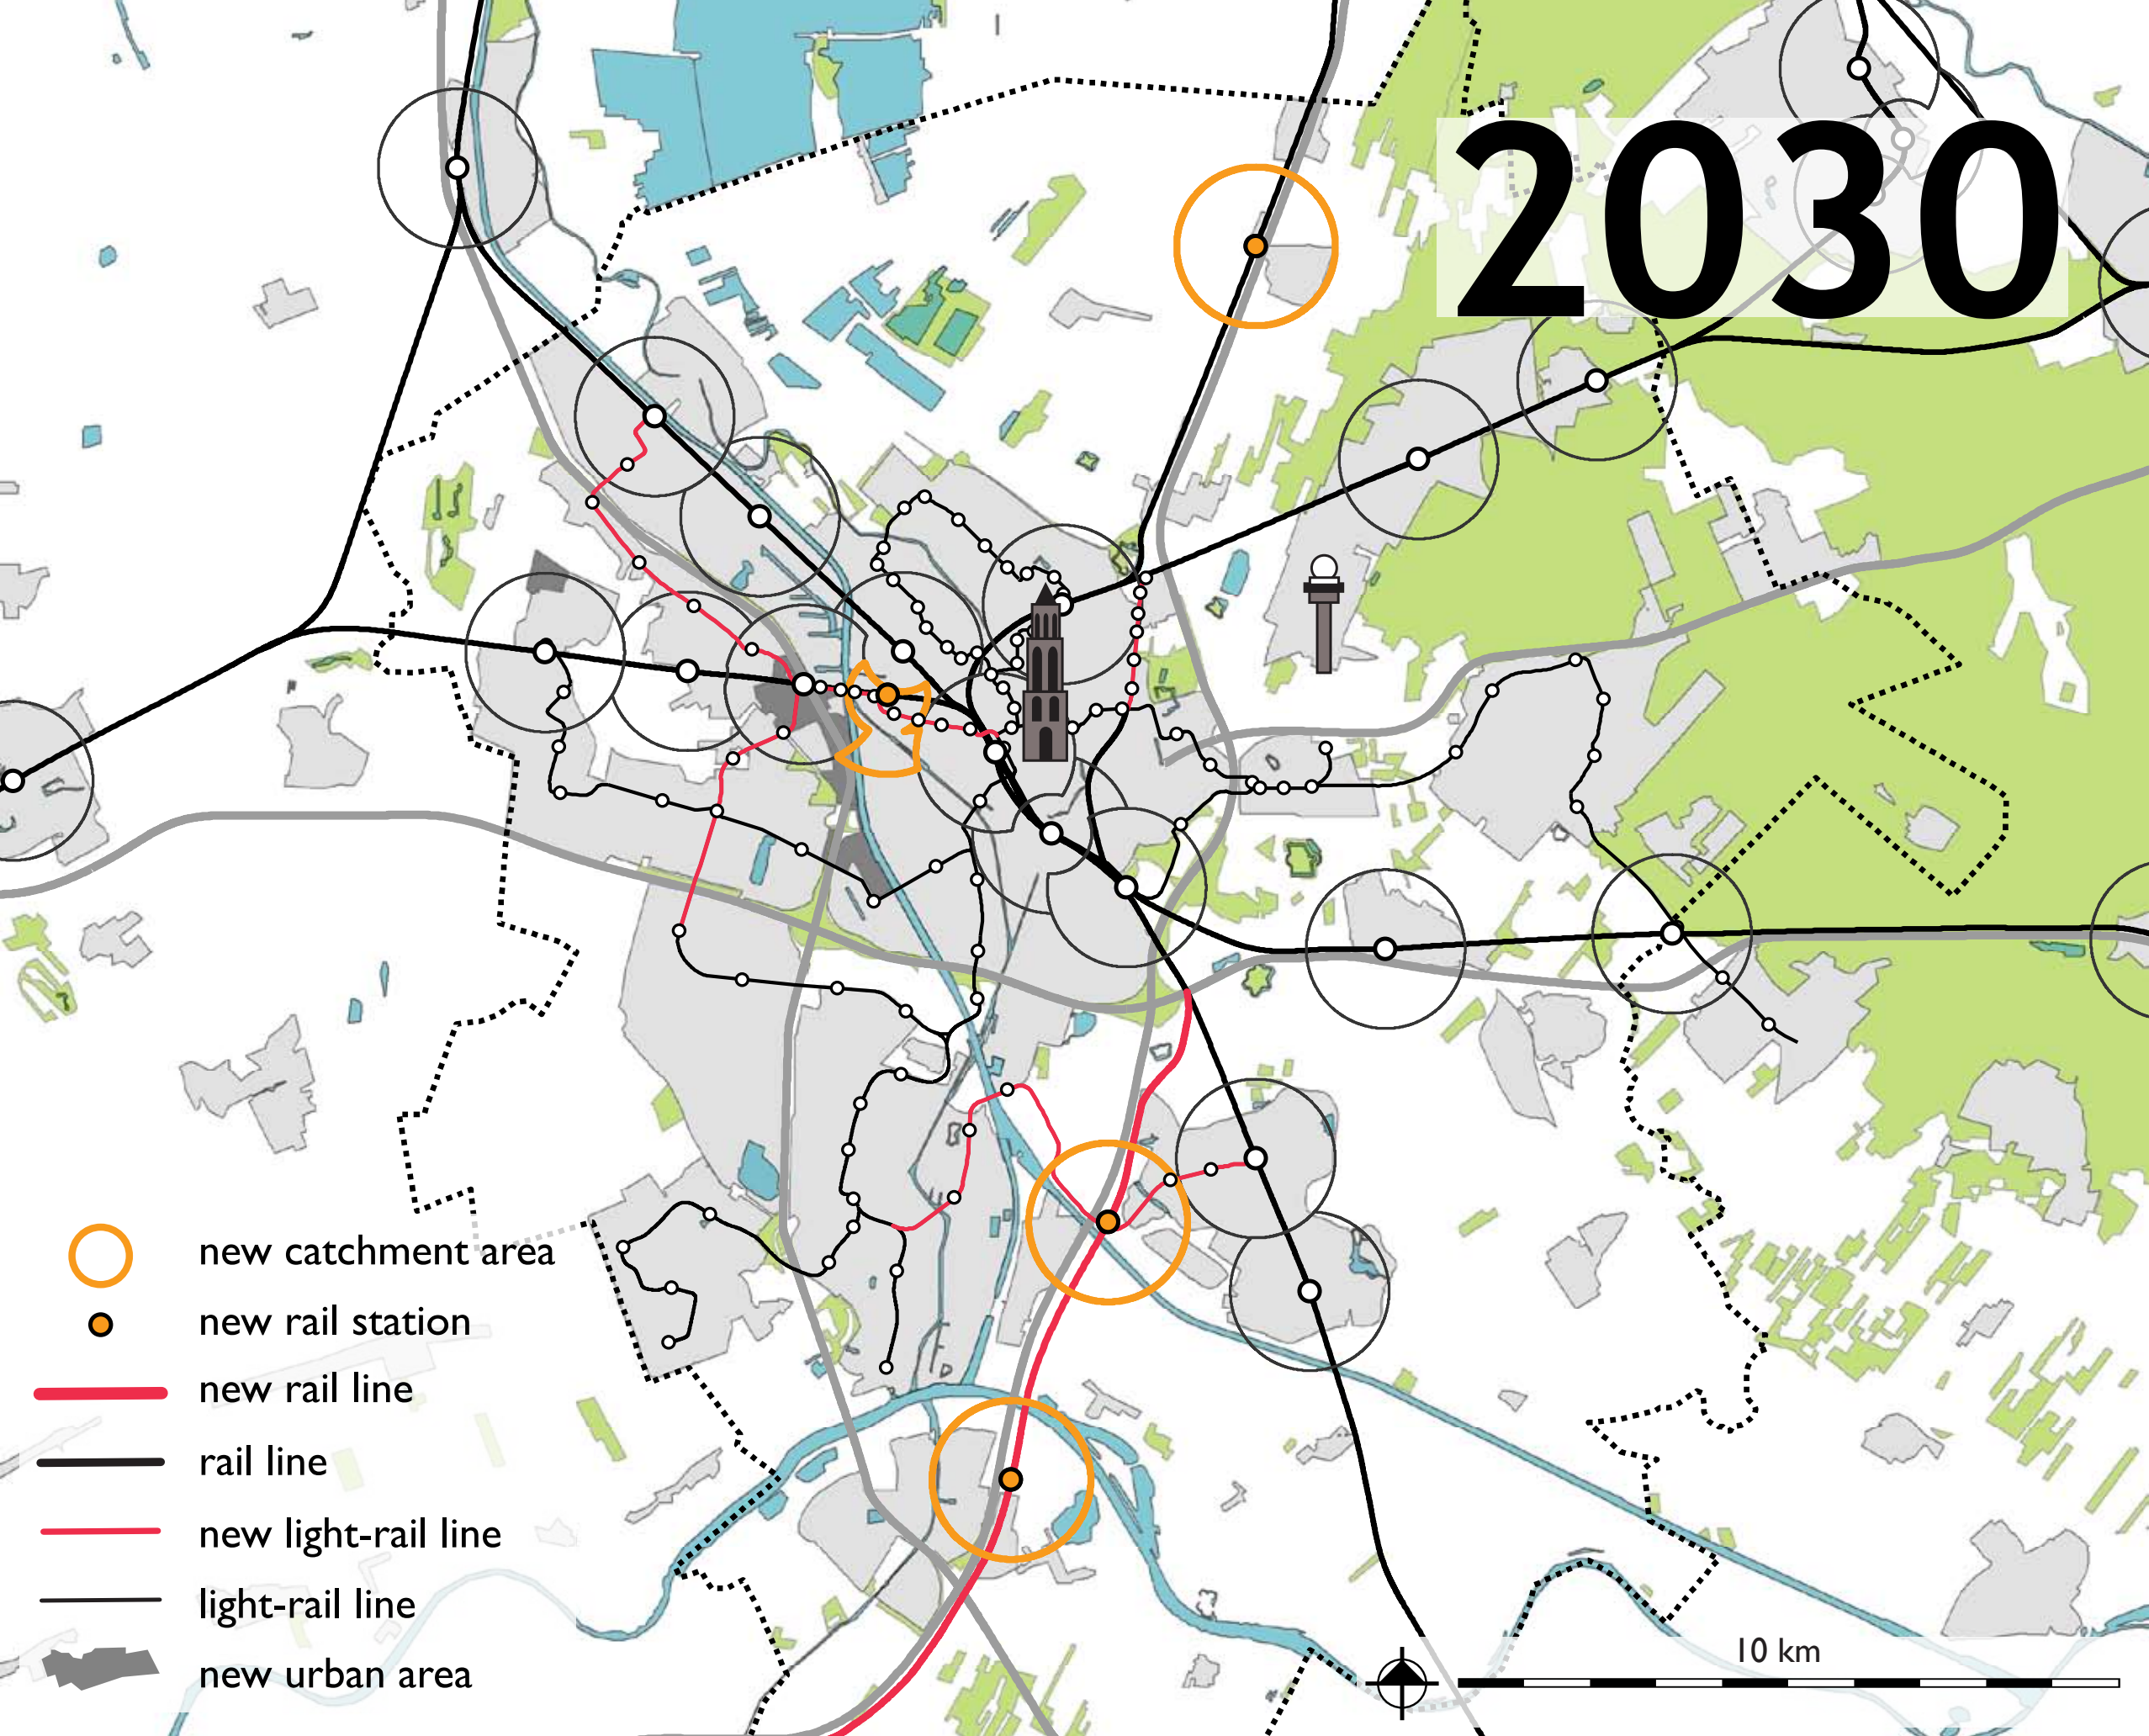 2030
new catchment area
new rail station
new rail line
rail line
new light-rail line
light-rail line
new urban area
10 km